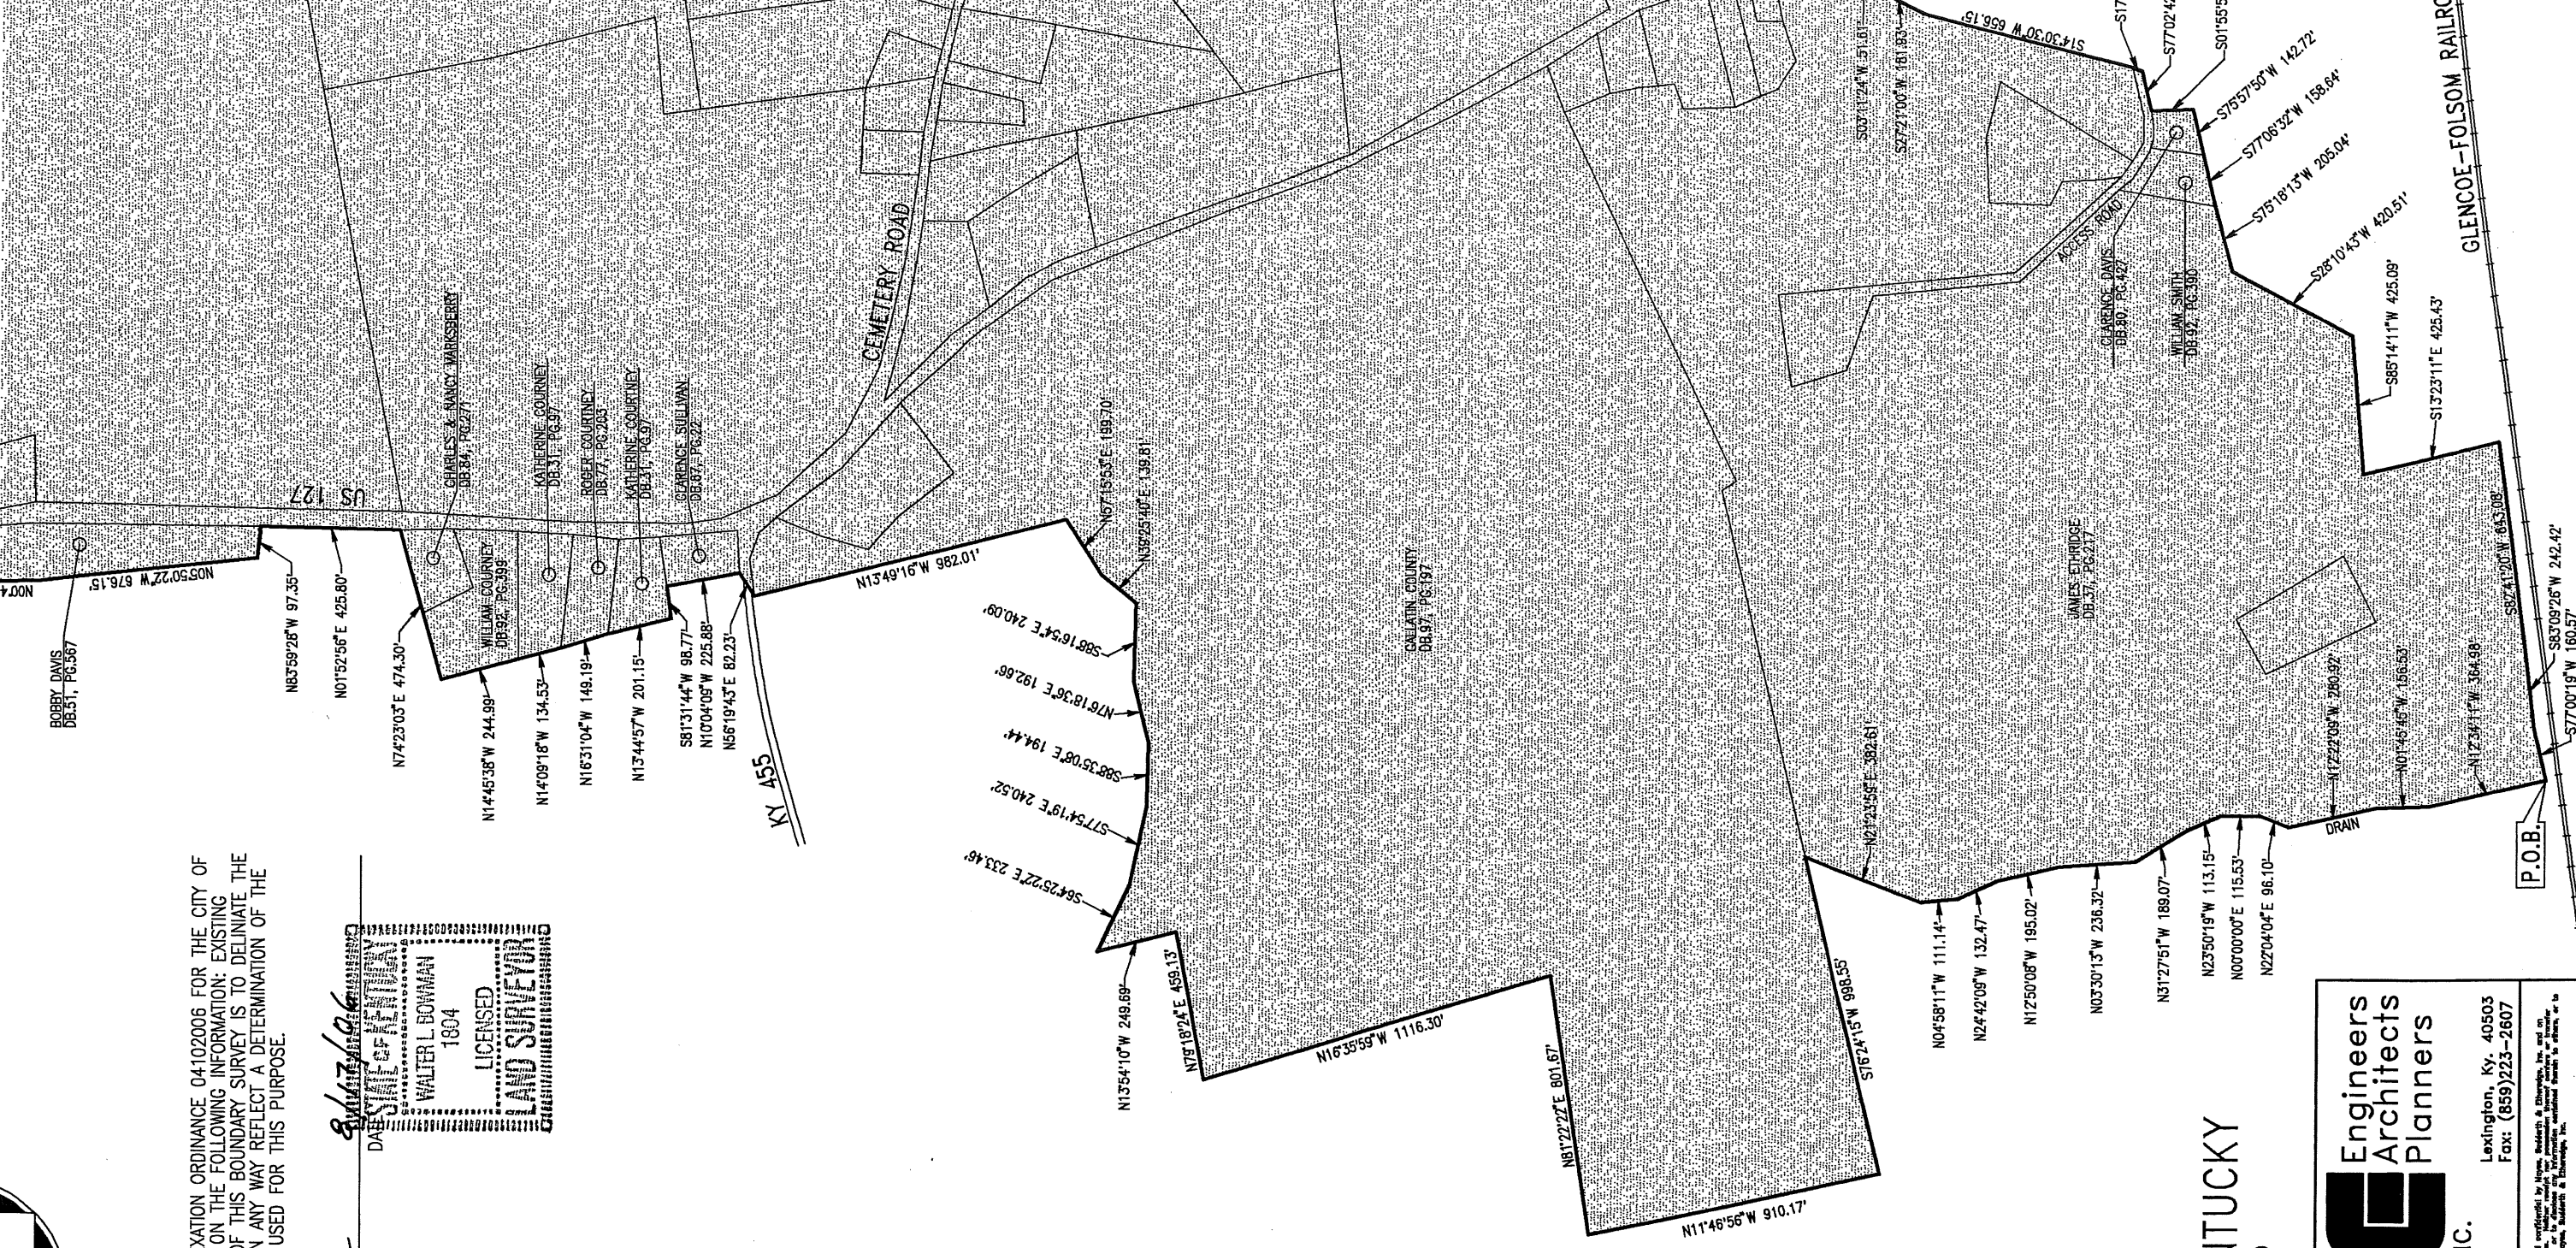 BOBBY DAVIS
DB.51, PG.567
N05°50'22"W 676.15'
N83°59'28"W 97.35'
N01°52'56"E 425.80'
US 127
N74°23'03"E 474.30'
CHARLES & NANCY MARKSBERRY
DB.84, PG.271
WILLIAM COURNEY
DB.92, PG.399
N14°45'38"W 244.99'
KATHERINE COURNEY
DB.31, PG.97
N14°09'18"W 134.53'
ROGER COURTNEY
DB.77, PG.203
N16°31'04"W 149.19'
KATHERINE COURTNEY
DB.31, PG.97
N13°44'57"W 201.15'
CLARENCE SULLIVAN
DB.67, PG.22
S81°31'44"W 98.77'
N10°04'09"W 225.88'
N56°19'43"E 82.23'
KY 455
CEMETERY ROAD
N13°49'16"W 982.01'
N57°15'53"E 199.70'
N39°25'40"E 139.81'
S88°16'54"E 240.09'
N76°18'36"E 192.66'
S88°35'08"E 194.44'
S77°54'19"E 240.52'
S64°25'22"E 233.46'
N13°54'10"W 249.69'
N79°18'24"E 459.13'
N16°35'59"W 1116.30'
N81°22'22"E 801.67'
N11°46'56"W 910.17'
S76°24'15"W 998.55'
GALLATIN COUNTY
DB.97, PG.197
N21°23'59"E 382.61'
N04°58'11"W 111.14'
N24°42'09"W 132.47'
N12°50'08"W 195.02'
N03°30'13"W 236.32'
N31°27'51"W 189.07'
N23°50'19"W 113.15'
N00°00'00"E 115.53'
N22°04'04"E 96.10'
DRAIN
N12°22'09"W 280.92'
N01°45'45"W 156.53'
N12°34'11"W 364.98'
P.O.B.
JAMES ETHRIDGE
DB.37, PG.217
S03°11'24"W 51.61'
S27°21'00"W 181.93'
S14°30'30"W 656.15'
S17
S77°02'4
S01°55'5
S75°57'50"W 142.72'
S77°06'32"W 158.64'
S75°18'13"W 205.04'
S28°10'43"W 420.51'
S85°14'11"W 425.09'
S13°23'11"E 425.43'
S82°41'20"W 643.08'
S83°09'26"W 242.42'
S77°00'19"W 160.57'
ACCESS ROAD
CLARENCE DAVIS
DB.80, PG.427
WILLIAM SMITH
DB.92, PG.390
GLENCOE-FOLSOM RAILRO
XATION ORDINANCE 04102006 FOR THE CITY OF
ON THE FOLLOWING INFORMATION: EXISTING
OF THIS BOUNDARY SURVEY IS TO DELINIATE THE
N ANY WAY REFLECT A DETERMINATION OF THE
USED FOR THIS PURPOSE.
8/17/06
DATE
STATE OF KENTUCKY
WALTER L. BOWMAN
1804
LICENSED
LAND SURVEYOR
NTUCKY
Engineers
Architects
Planners
NC.
Lexington, Ky. 40503
Fax: (859)223-2607